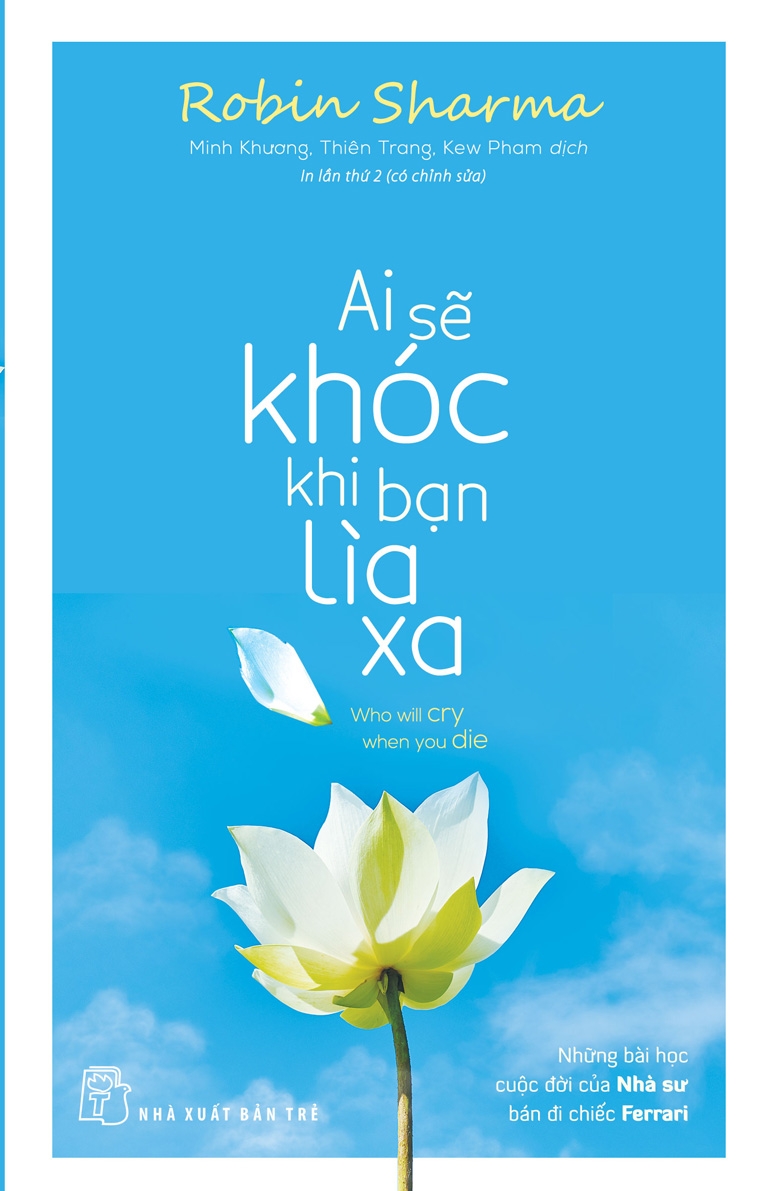 Robin Sharma
Minh Khương, Thiên Trang, Kew Pham dịch
In lần thứ 2 (có chỉnh sửa)
Ai sẽ
khóc
khi bạn
lìa
xa
Who will cry
when you die
Những bài học
cuộc đời của Nhà sư
bán đi chiếc Ferrari
T
NHÀ XUẤT BẢN TRẺ